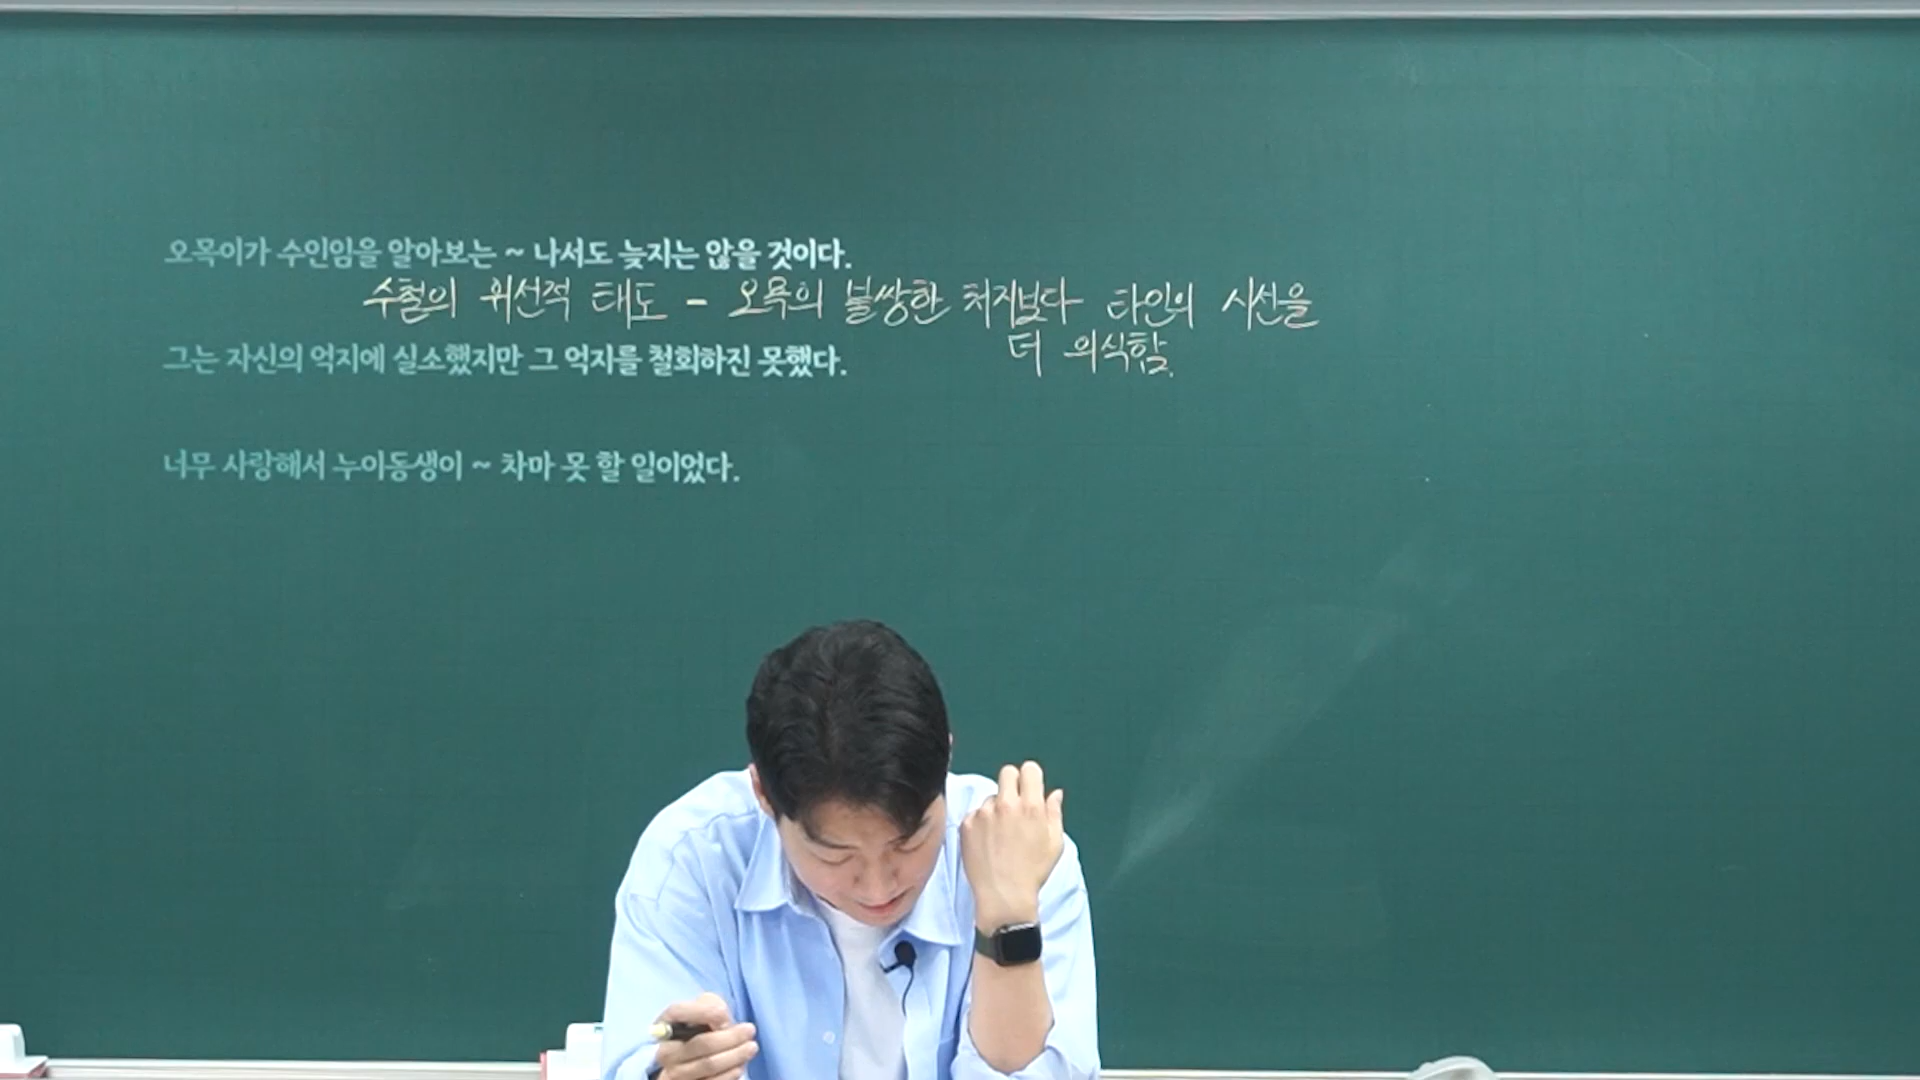 오목이가 수인임을 알아보는 ~ 나서도 늦지는 않을 것이다.
수철의 위선적 태도 - 오목의 불쌍한 처지보다 타인의 시선을
더 의식함.
그는 자신의 억지에 실소했지만 그 억지를 철회하진 못했다.
너무 사랑해서 누이동생이 ~ 차마 못 할 일이었다.